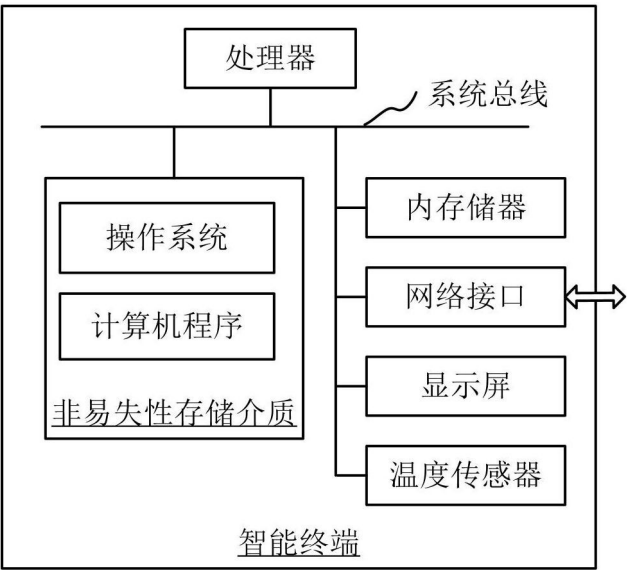 处理器
系统总线
操作系统
计算机程序
非易失性存储介质
内存储器
网络接口
显示屏
温度传感器
智能终端